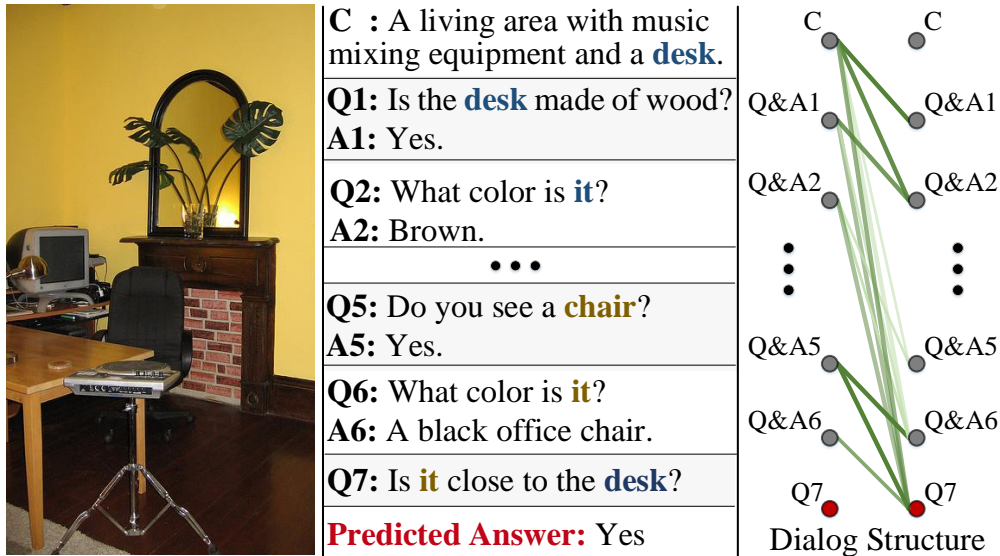 C : A living area with music
mixing equipment and a desk.
Q1: Is the desk made of wood?
A1: Yes.
Q2: What color is it?
A2: Brown.
•••
Q5: Do you see a chair?
A5: Yes.
Q6: What color is it?
A6: A black office chair.
Q7: Is it close to the desk?
Predicted Answer: Yes
C C
Q&A1 Q&A1
Q&A2 Q&A2
Q&A5 Q&A5
Q&A6 Q&A6
Q7 Q7
Dialog Structure